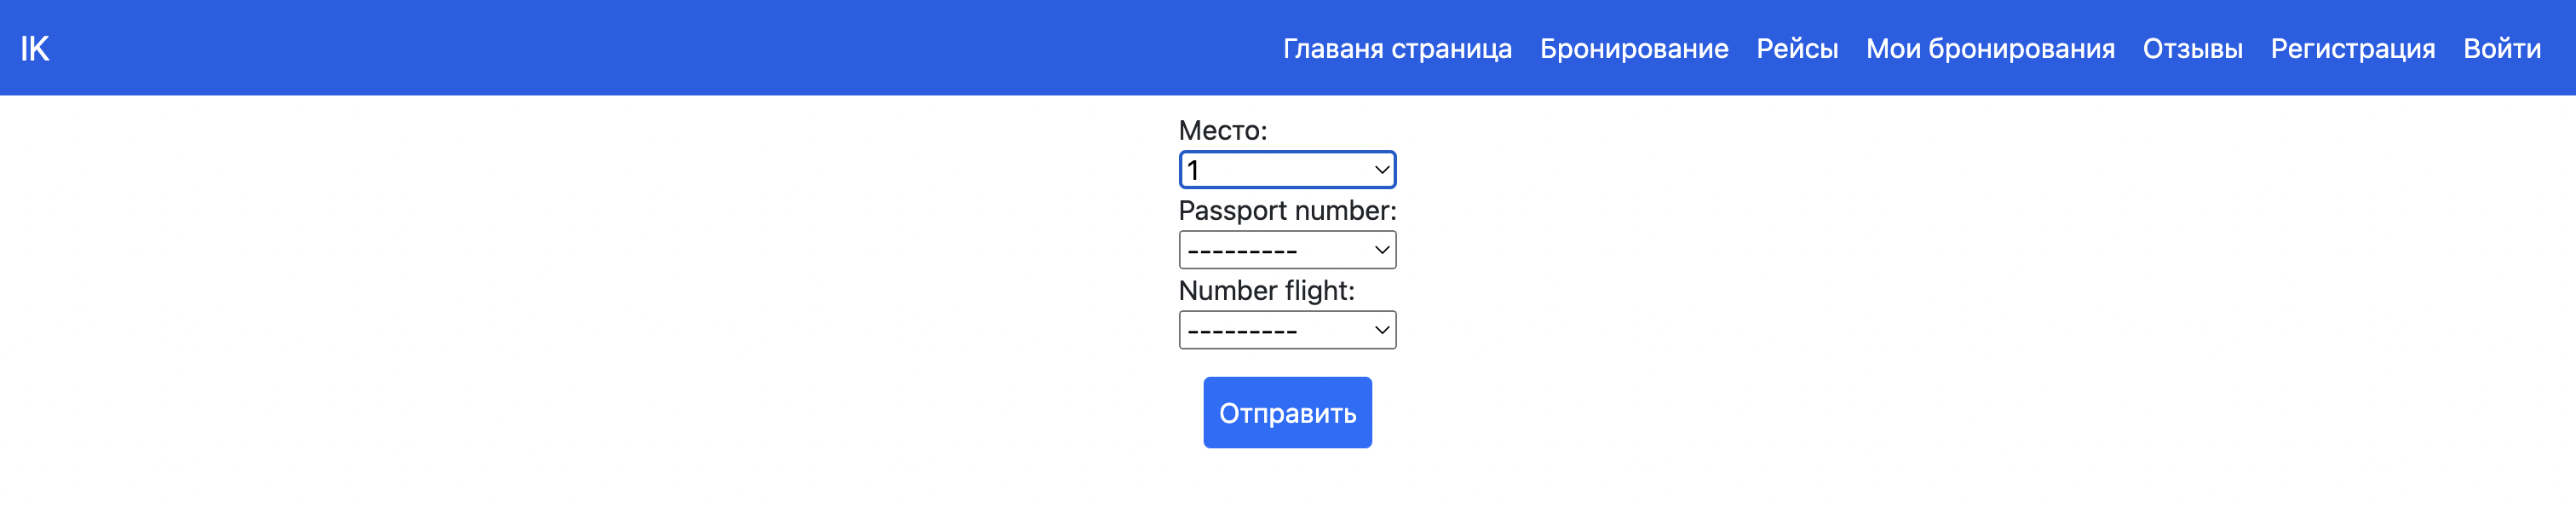 IK
Главаня страница Бронирование Рейсы Мои бронирования Отзывы Регистрация Войти
Место:
1
Passport number:
---------
Number flight:
---------
Отправить